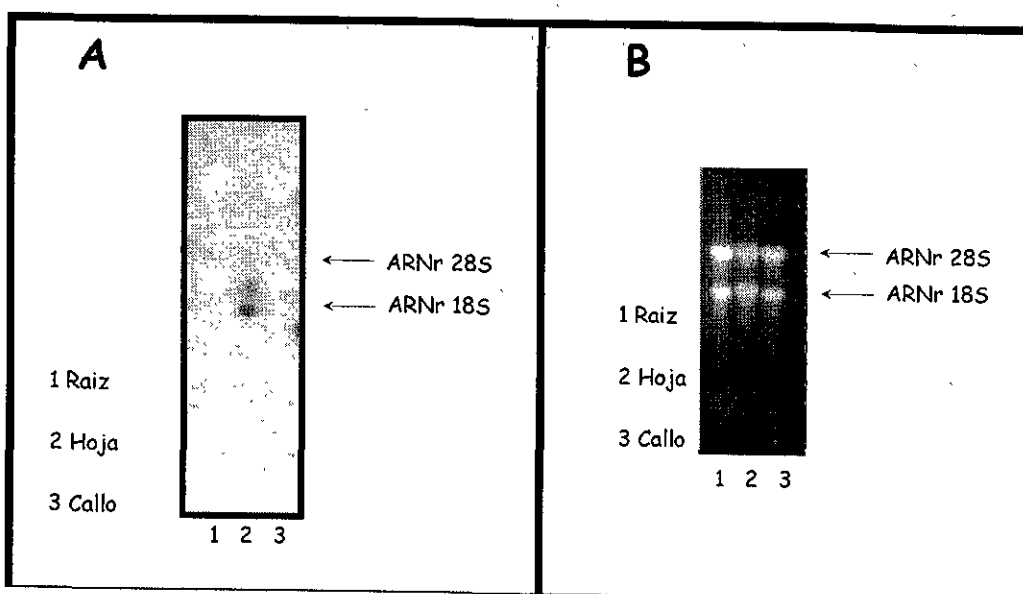 A
ARNr 28S
ARNr 18S
1 Raiz
2 Hoja
3 Callo
1 2 3
B
ARNr 28S
ARNr 18S
1 Raiz
2 Hoja
3 Callo
1 2 3